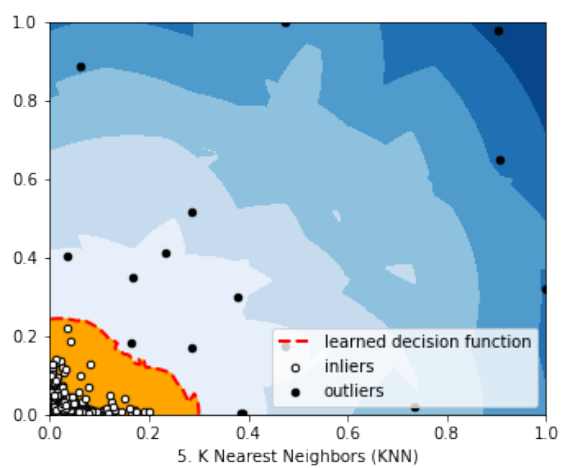 1.0
0.8
0.6
0.4
0.2
0.0
learned decision function
inliers
outliers
0.0 0.2 0.4 0.6 0.8 1.0
5. K Nearest Neighbors (KNN)